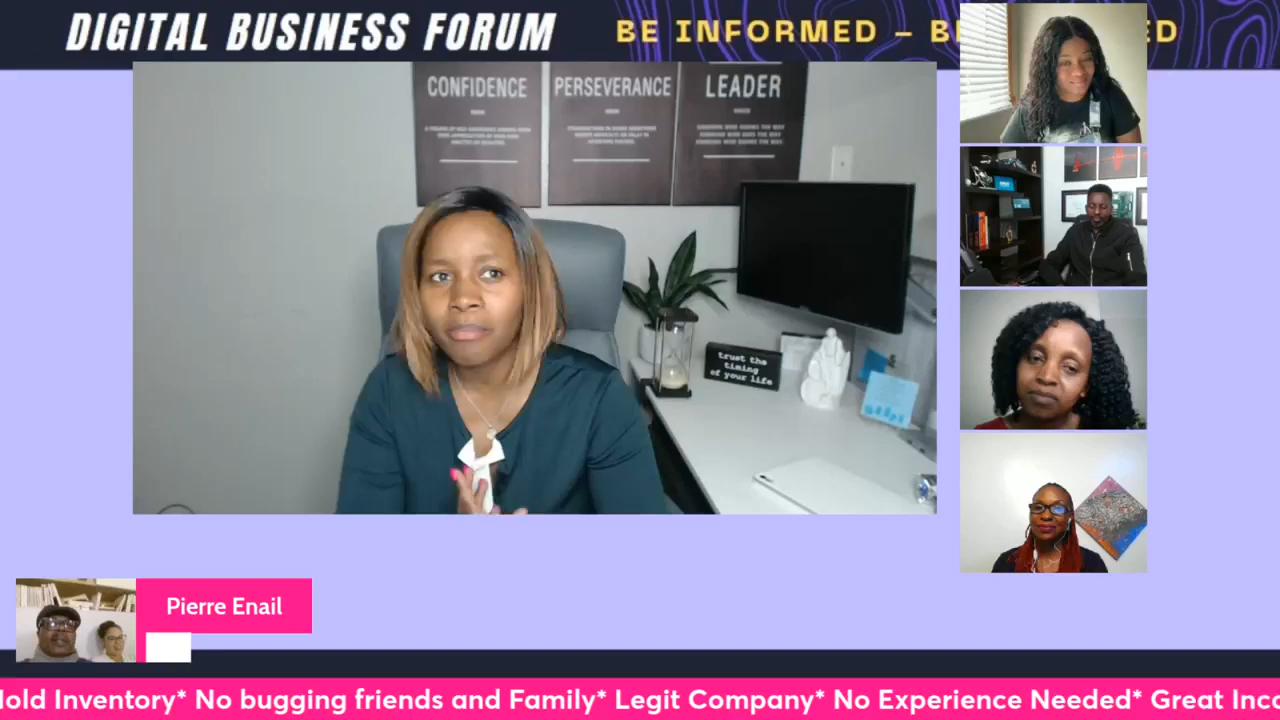 DIGITAL BUSINESS FORUM
BE INFORMED – B
ED
CONFIDENCE
PERSEVERANCE
LEADER
trust the
timing
of your life
Pierre Enail
Hold Inventory* No bugging friends and Family* Legit Company* No Experience Needed* Great Inco